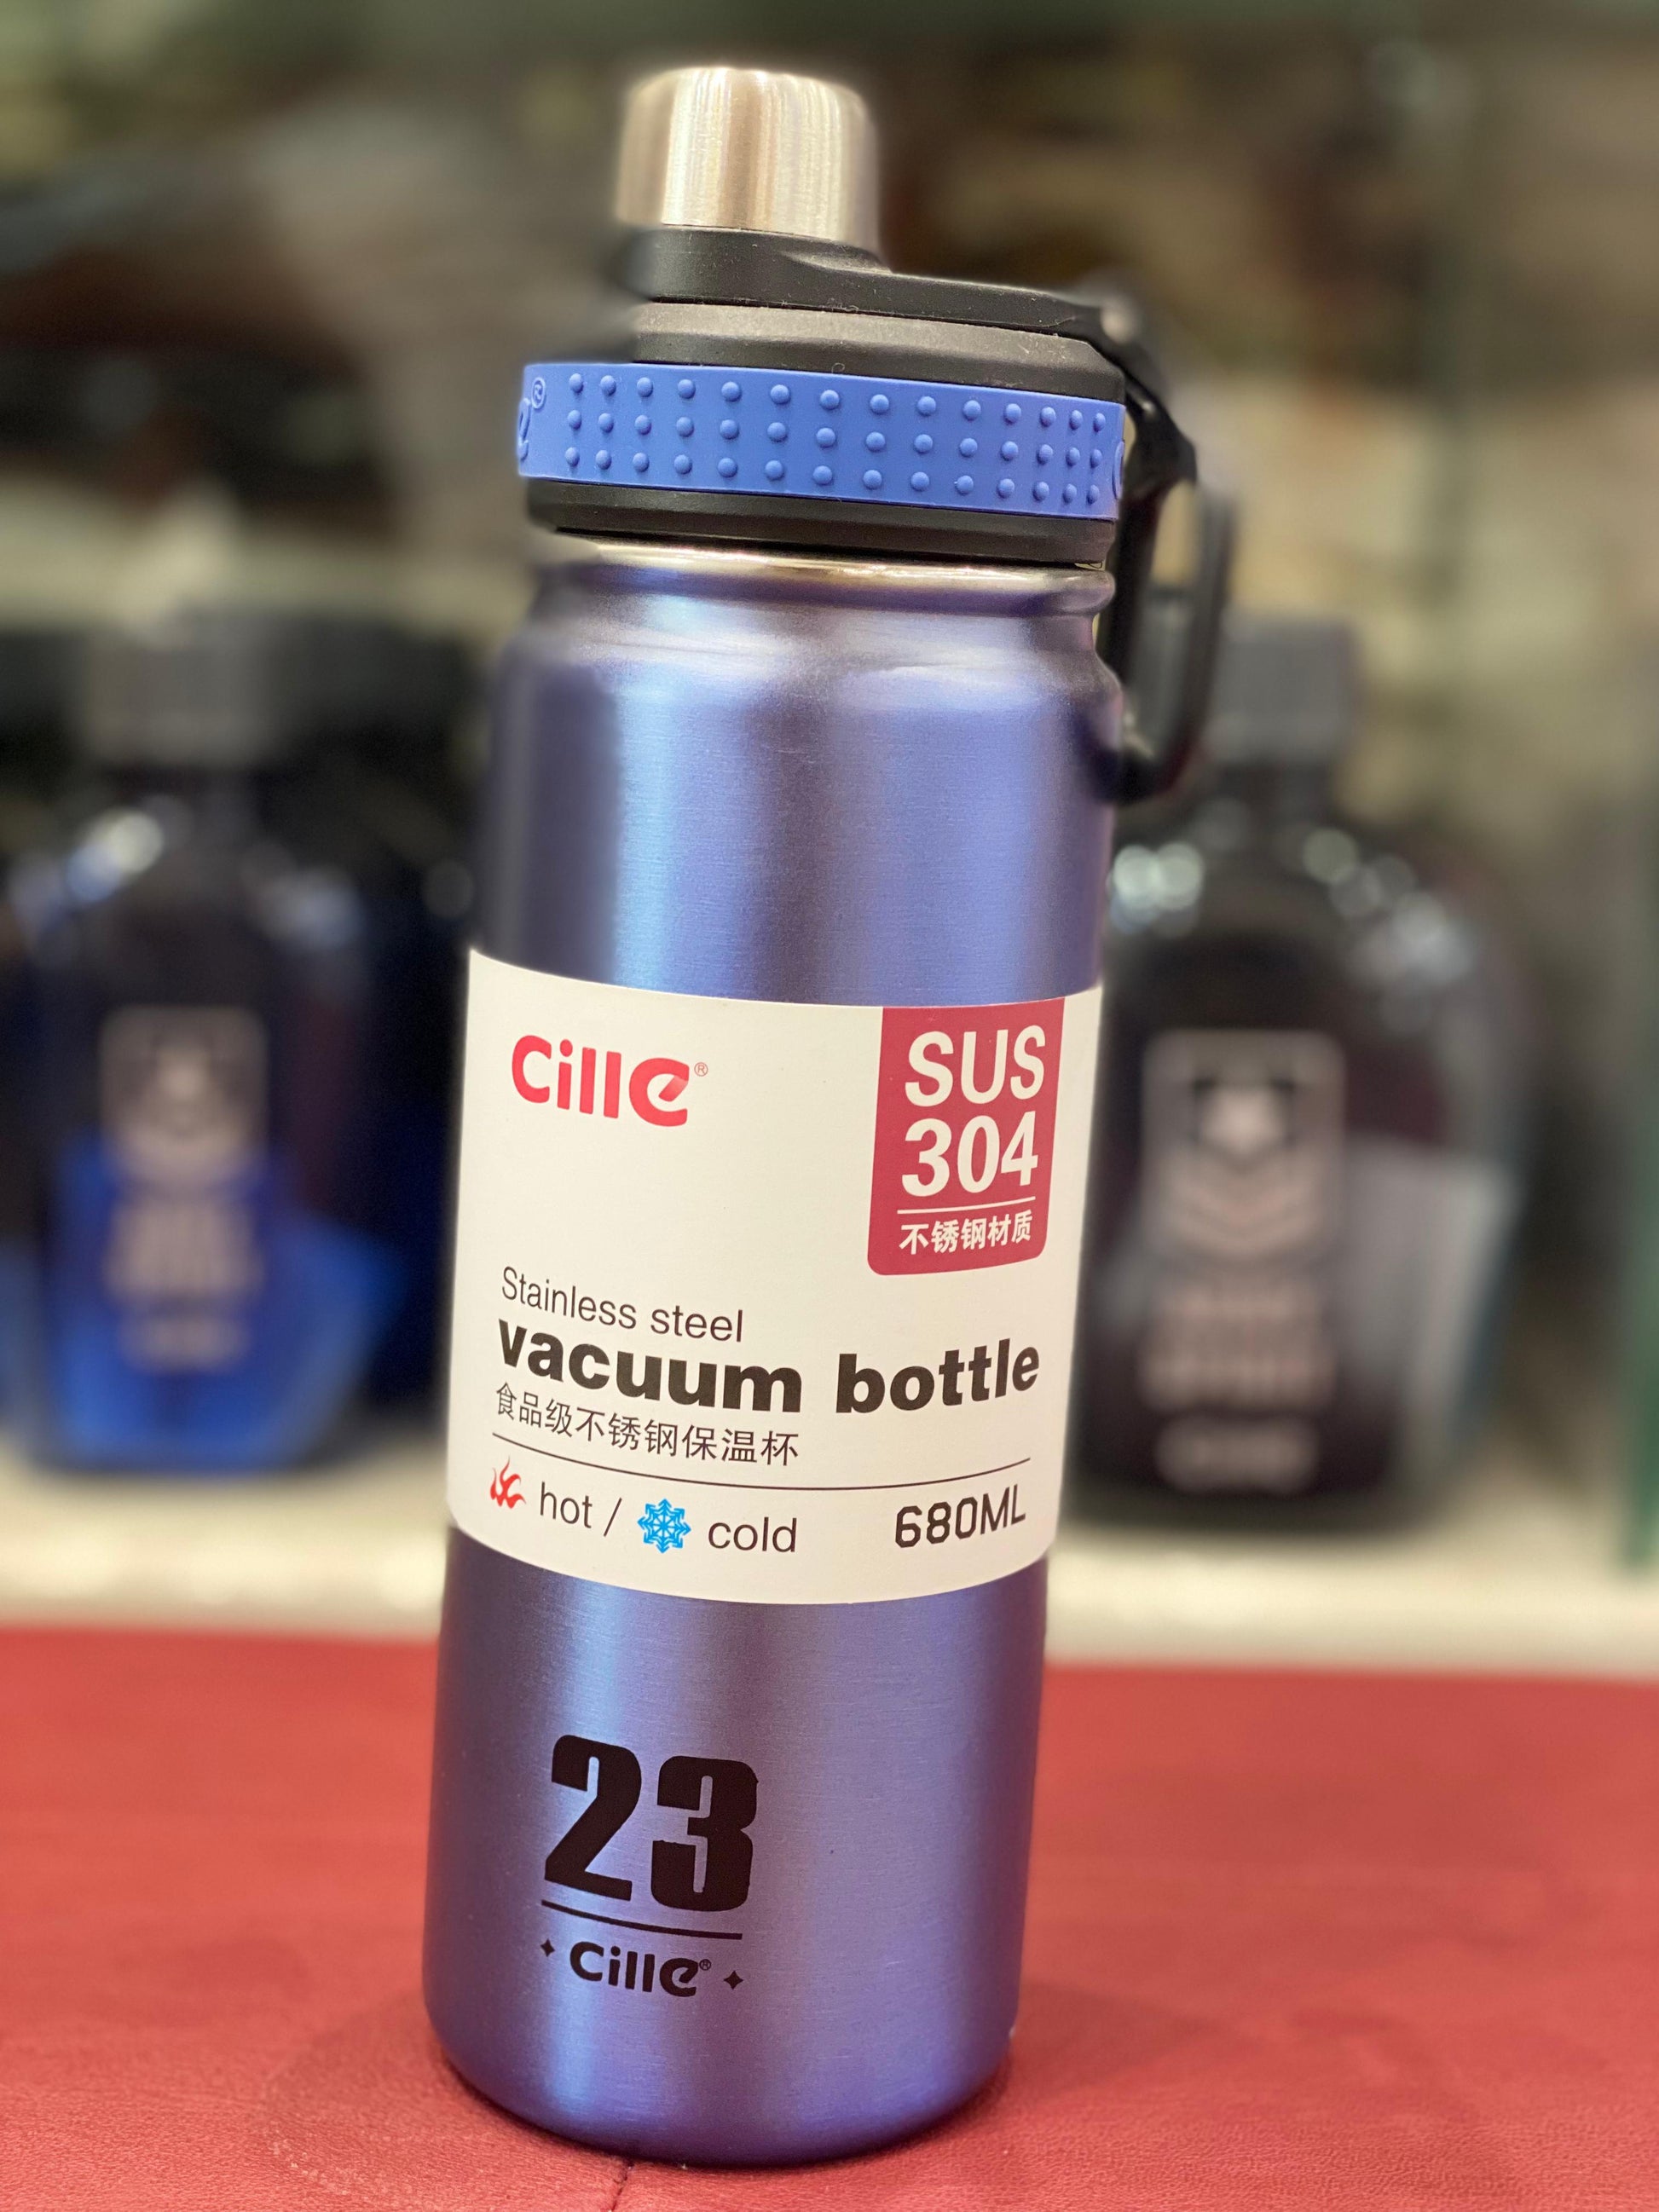 Cille®
SUS
304
不锈钢材质
Stainless steel
vacuum bottle
食品级不锈钢保温杯
hot / cold 680ML
23
Cille®